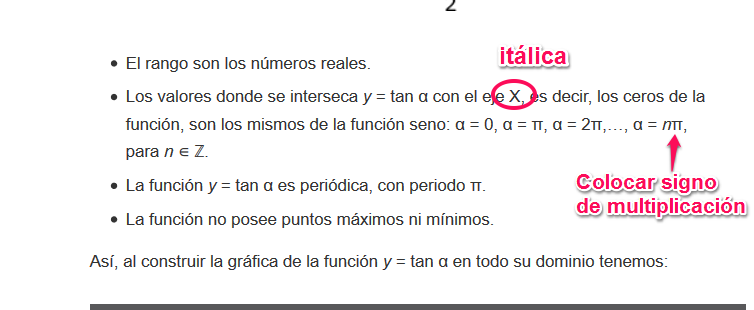 2
itálica
• El rango son los números reales.
• Los valores donde se interseca y = tan α con el eje X, es decir, los ceros de la
función, son los mismos de la función seno: α = 0, α = π, α = 2π,…, α = nπ,
para n ∈ ℤ.
• La función y = tan α es periódica, con periodo π.
Colocar signo
de multiplicación
• La función no posee puntos máximos ni mínimos.
Así, al construir la gráfica de la función y = tan α en todo su dominio tenemos: